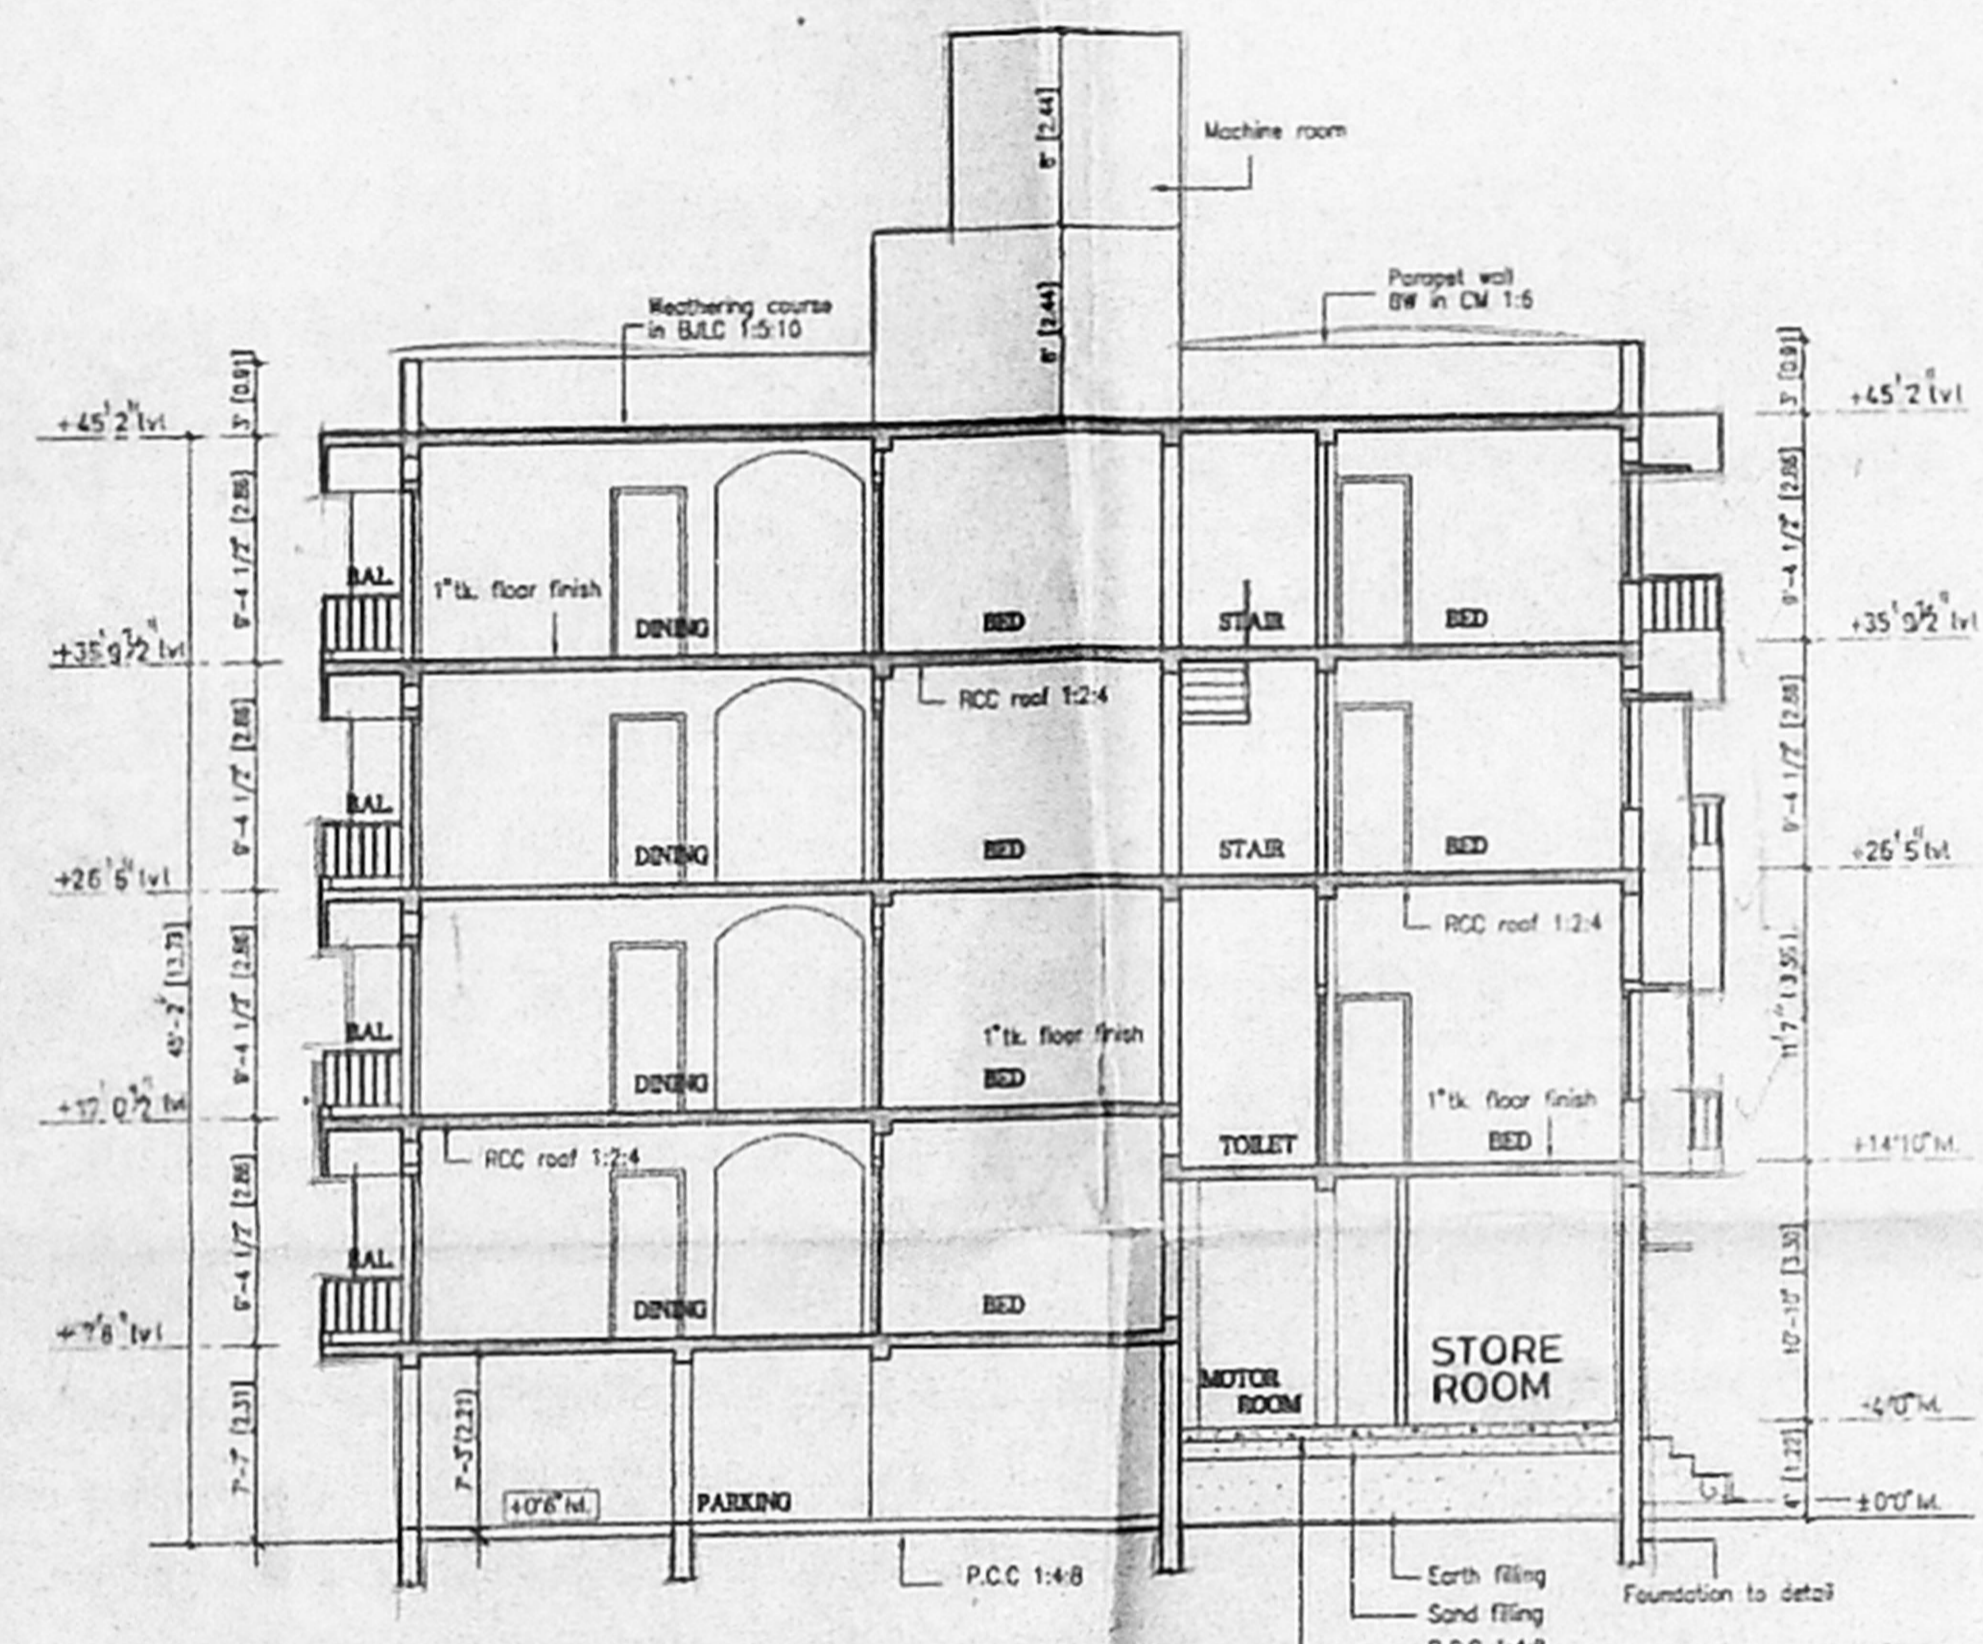 8' [2.44]
Machine room
8' [2.44]
Parapet wall
BW in CM 1:6
Weathering course
in BJLC 1:5:10
3' [0.9]
3' [0.9]
+45'2" lvl
+45'2" lvl
9'-4 1/2" [2.86]
9'-4 1/2" [2.86]
BAL
1"tk. floor finish
DINING
BED
STAIR
BED
+35'9½" lvl
+35'9½" lvl
RCC roof 1:2:4
9'-4 1/2" [2.86]
9'-4 1/2" [2.86]
BAL
DINING
BED
STAIR
BED
+26'5" lvl
+26'5" lvl
RCC roof 1:2:4
45'-2" [13.73]
9'-4 1/2" [2.86]
11'7" [3.55]
BAL
1"tk. floor finish
DINING
BED
+17'0½" lvl
1"tk. floor finish
TOILET
BED
+14'10" lvl.
RCC roof 1:2:4
9'-4 1/2" [2.86]
10'-10" [3.30]
BAL
DINING
BED
+7'8" lvl
STORE
ROOM
MOTOR
ROOM
7'-7" [2.31]
7'-3" [2.21]
+0'6" lvl.
PARKING
4' [1.22]
±0'0" lvl.
P.C.C 1:4:8
Earth filling
Sand filling
Foundation to detail